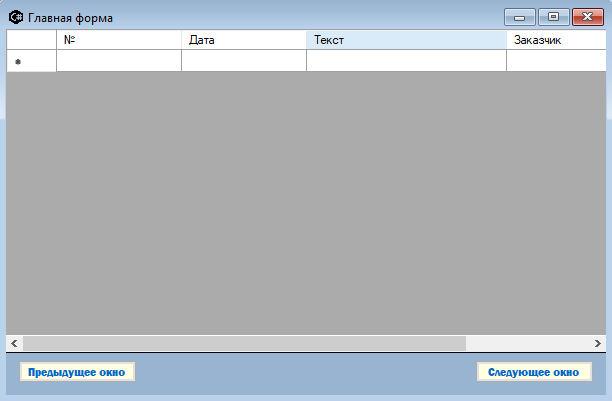 C# Главная форма
№ Дата Текст Заказчик
Предыдущее окно Следующее окно